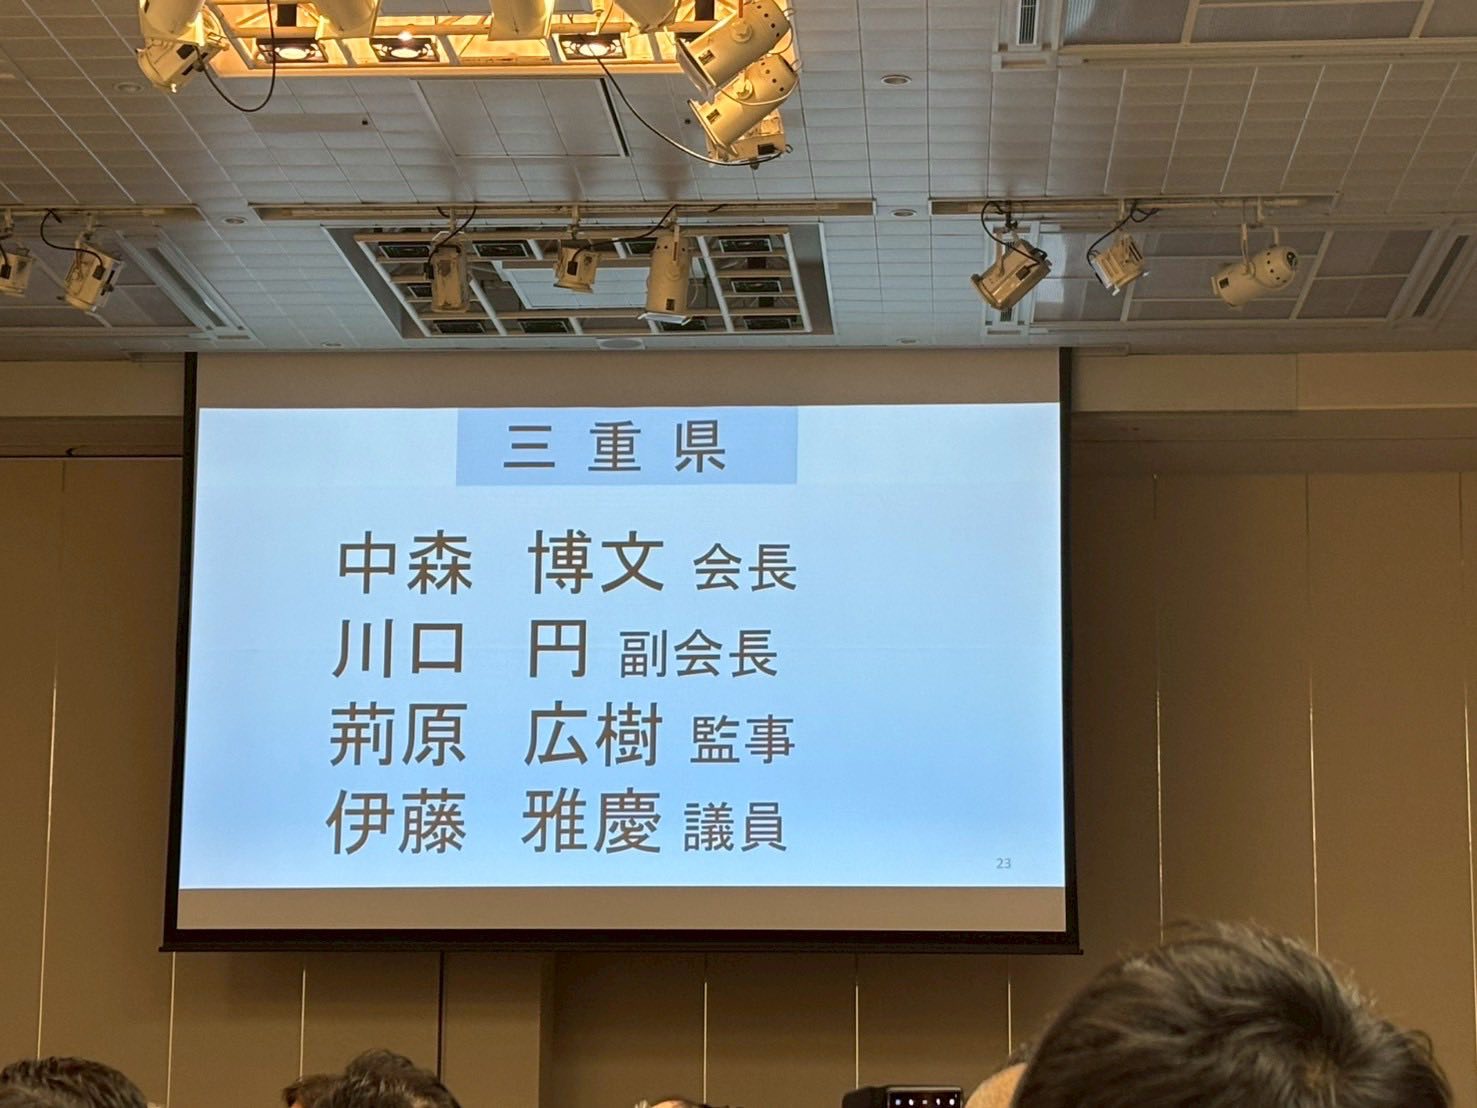 三重県
中森 博文 会長
川口 円 副会長
荊原 広樹 監事
伊藤 雅慶 議員
23